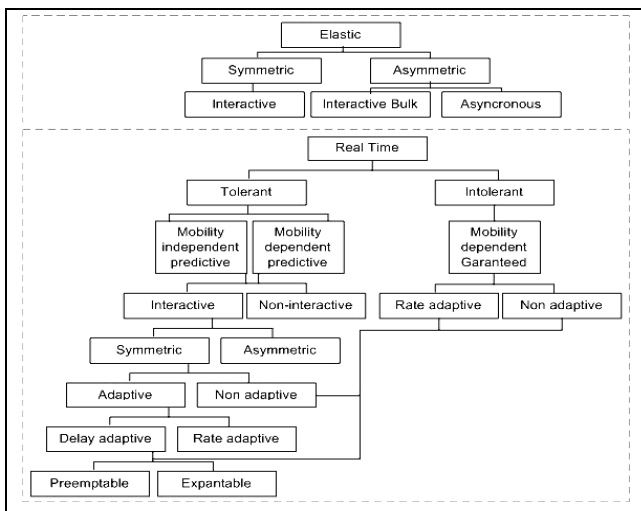 Elastic
Symmetric
Asymmetric
Interactive
Interactive Bulk
Asyncronous
Real Time
Tolerant
Intolerant
Mobility
independent
predictive
Mobility
dependent
predictive
Mobility
dependent
Garanteed
Interactive
Non-interactive
Rate adaptive
Non adaptive
Symmetric
Asymmetric
Adaptive
Non adaptive
Delay adaptive
Rate adaptive
Preemptable
Expantable